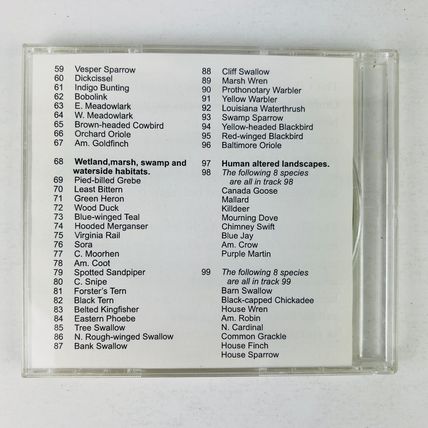 59 Vesper Sparrow
60 Dickcissel
61 Indigo Bunting
62 Bobolink
63 E. Meadowlark
64 W. Meadowlark
65 Brown-headed Cowbird
66 Orchard Oriole
67 Am. Goldfinch
68 Wetland,marsh, swamp and
waterside habitats.
69 Pied-billed Grebe
70 Least Bittern
71 Green Heron
72 Wood Duck
73 Blue-winged Teal
74 Hooded Merganser
75 Virginia Rail
76 Sora
77 C. Moorhen
78 Am. Coot
79 Spotted Sandpiper
80 C. Snipe
81 Forster's Tern
82 Black Tern
83 Belted Kingfisher
84 Eastern Phoebe
85 Tree Swallow
86 N. Rough-winged Swallow
87 Bank Swallow
88 Cliff Swallow
89 Marsh Wren
90 Prothonotary Warbler
91 Yellow Warbler
92 Louisiana Waterthrush
93 Swamp Sparrow
94 Yellow-headed Blackbird
95 Red-winged Blackbird
96 Baltimore Oriole
97 Human altered landscapes.
98 The following 8 species
are all in track 98
Canada Goose
Mallard
Killdeer
Mourning Dove
Chimney Swift
Blue Jay
Am. Crow
Purple Martin
99 The following 8 species
are all in track 99
Barn Swallow
Black-capped Chickadee
House Wren
Am. Robin
N. Cardinal
Common Grackle
House Finch
House Sparrow